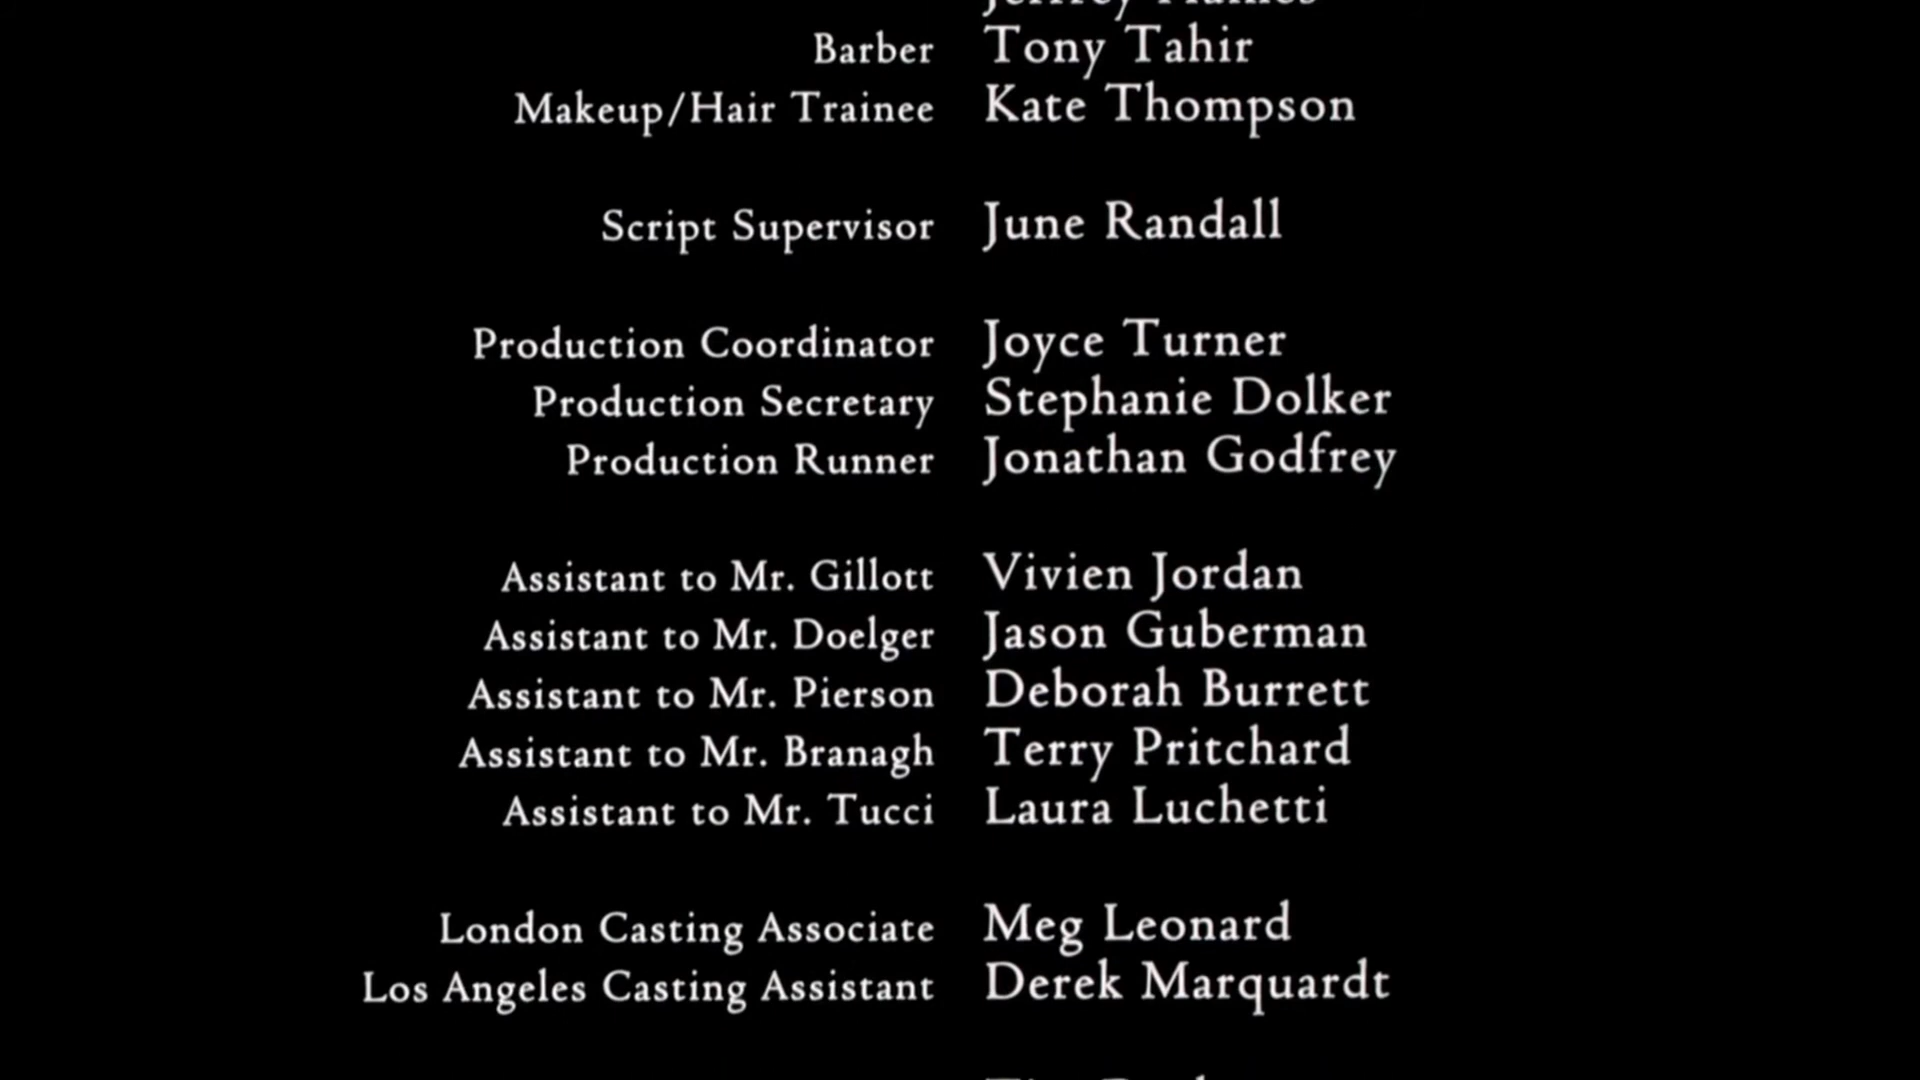 Barber Tony Tahir
Makeup/Hair Trainee Kate Thompson
Script Supervisor June Randall
Production Coordinator Joyce Turner
Production Secretary Stephanie Dolker
Production Runner Jonathan Godfrey
Assistant to Mr. Gillott Vivien Jordan
Assistant to Mr. Doelger Jason Guberman
Assistant to Mr. Pierson Deborah Burrett
Assistant to Mr. Branagh Terry Pritchard
Assistant to Mr. Tucci Laura Luchetti
London Casting Associate Meg Leonard
Los Angeles Casting Assistant Derek Marquardt